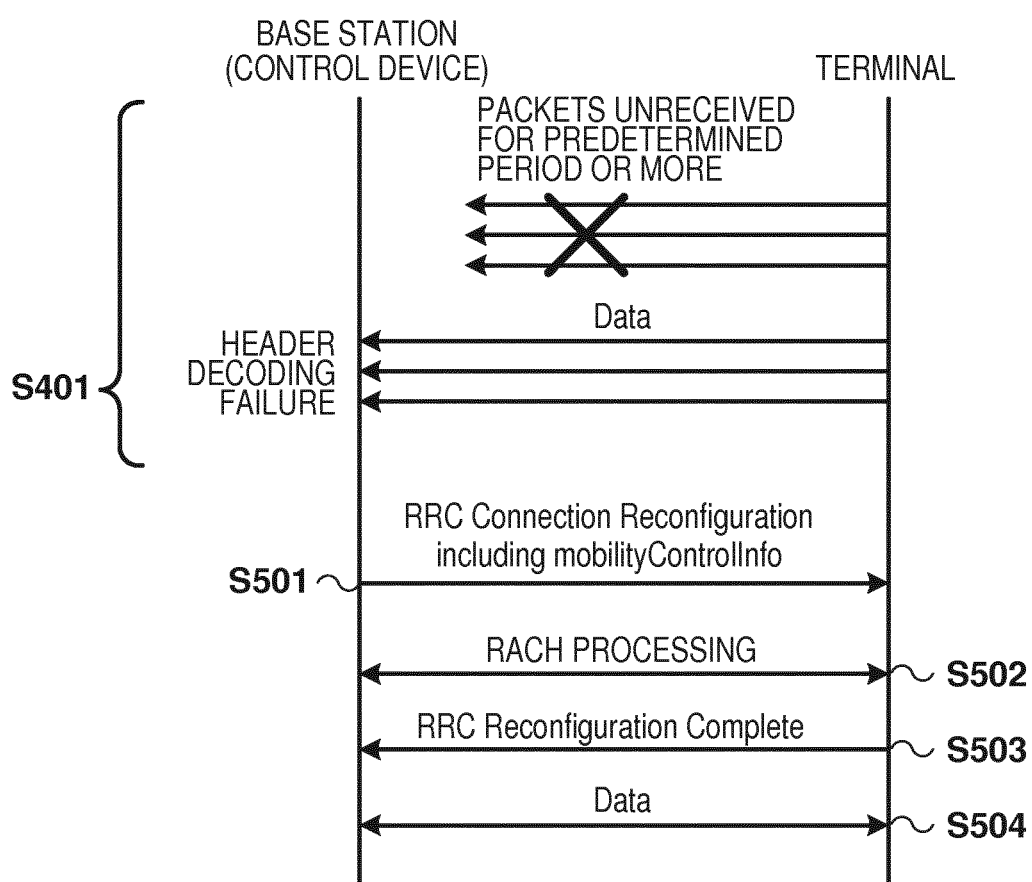 BASE STATION
(CONTROL DEVICE)
TERMINAL
PACKETS UNRECEIVED
FOR PREDETERMINED
PERIOD OR MORE
Data
HEADER
DECODING
FAILURE
S401
RRC Connection Reconfiguration
including mobilityControlInfo
S501
RACH PROCESSING
S502
RRC Reconfiguration Complete
S503
Data
S504